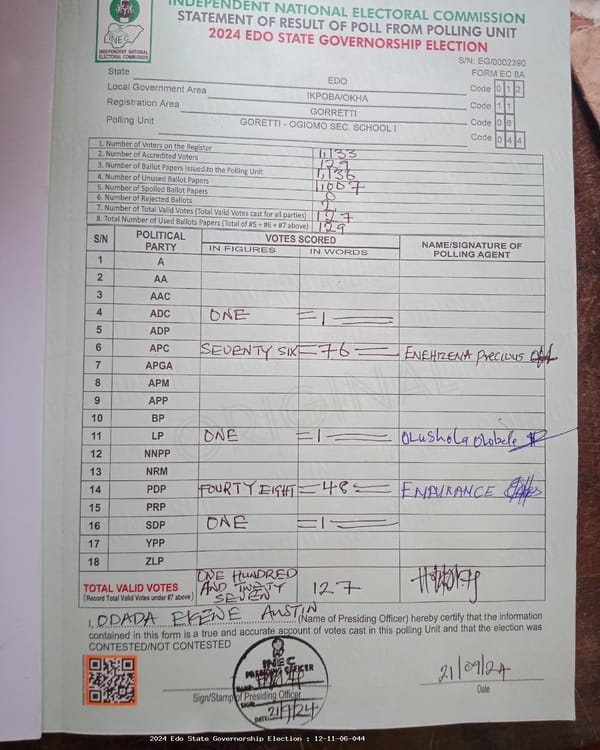 INDEPENDENT NATIONAL ELECTORAL COMMISSION
STATEMENT OF RESULT OF POLL FROM POLLING UNIT
2024 EDO STATE GOVERNORSHIP ELECTION
INEC
INDEPENDENT NATIONAL
ELECTORAL COMMISSION
S/N: EG/0002390
FORM EC 8A
State EDO Code 0 1 2
Local Government Area IKPOBA/OKHA Code 1 1
Registration Area GORRETTI Code 0 6
Polling Unit GORETTI - OGIOMO SEC. SCHOOL I Code 0 4 4
1. Number of Voters on the Register 1,133
2. Number of Accredited Voters 129
3. Number of Ballot Papers Issued to the Polling Unit 1,136
4. Number of Unused Ballot Papers 1,007
5. Number of Spoiled Ballot Papers 0
6. Number of Rejected Ballots 2
7. Number of Total Valid Votes (Total Valid Votes cast for all parties) 127
8. Total Number of Used Ballots Papers (Total of #5 + #6 + #7 above) 129
S/N POLITICAL PARTY VOTES SCORED NAME/SIGNATURE OF POLLING AGENT
IN FIGURES IN WORDS
1 A
2 AA
3 AAC
4 ADC ONE =1=
5 ADP
6 APC SEVENTY SIX =76= ENEHIZENA Precious
7 APGA
8 APM
9 APP
10 BP
11 LP ONE =1= Olushola Olobele
12 NNPP
13 NRM
14 PDP FOURTY EIGHT =48= ENDURANCE
15 PRP
16 SDP ONE =1=
17 YPP
18 ZLP
ORIGINAL
TOTAL VALID VOTES ONE HUNDRED AND TWETY SEVEN 127
(Record Total Valid Votes under #7 above)
I, ODADA EKENE AUSTIN (Name of Presiding Officer) hereby certify that the information
contained in this form is a true and accurate account of votes cast in this polling Unit and that the election was
CONTESTED/NOT CONTESTED
INEC
PRESIDING OFFICER
NAME
SIGN
DATE: 21/9/24
21/09/24
Sign/Stamp of Presiding Officer
Date
2024 Edo State Governorship Election : 12-11-06-044